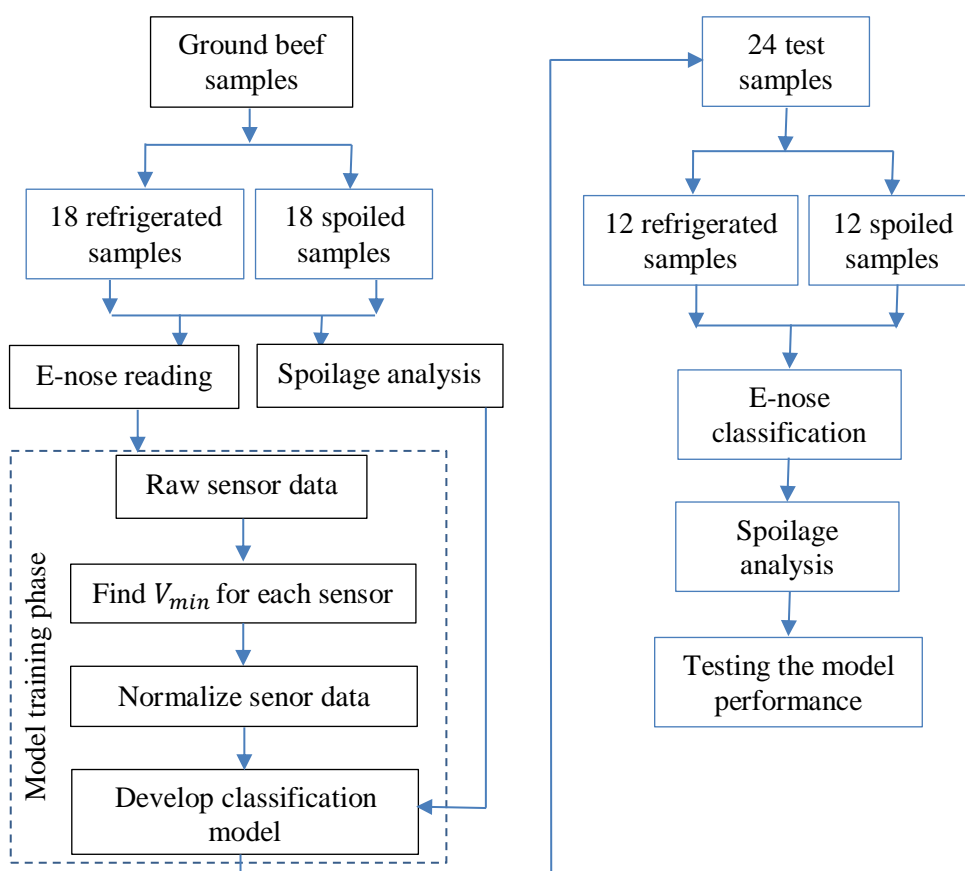 Ground beef
samples
18 refrigerated
samples
18 spoiled
samples
E-nose reading
Spoilage analysis
Model training phase
Raw sensor data
Find V_min for each sensor
Normalize senor data
Develop classification
model
24 test
samples
12 refrigerated
samples
12 spoiled
samples
E-nose
classification
Spoilage
analysis
Testing the model
performance